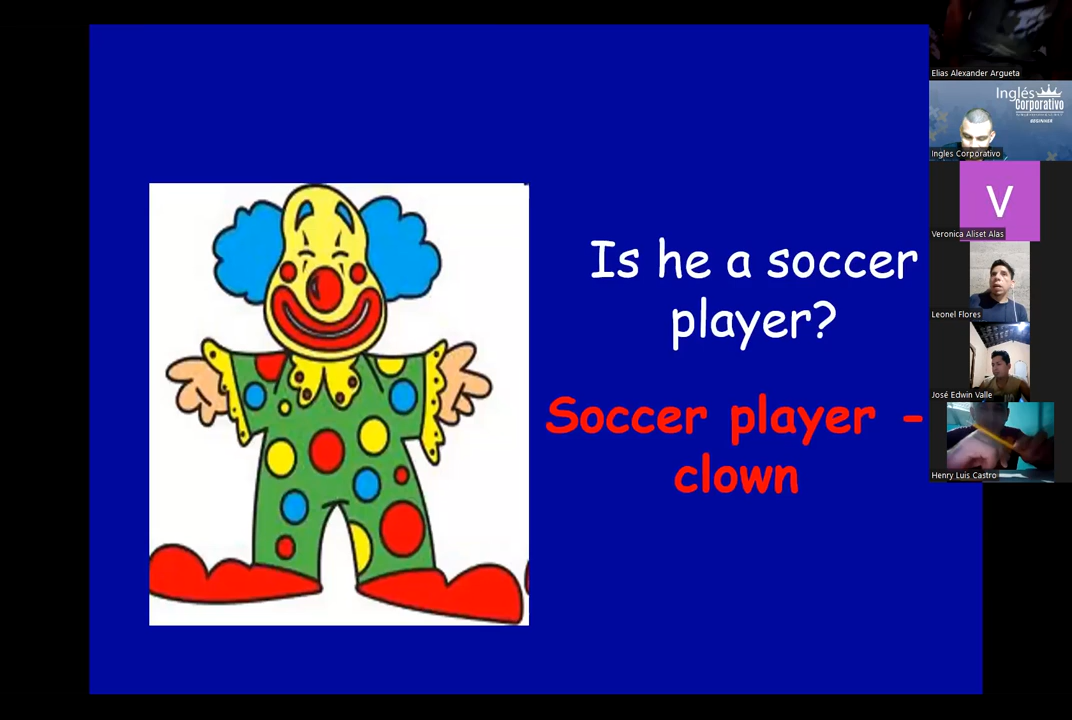 Is he a soccer
player?
Soccer player -
clown
Elias Alexander Argueta
Inglés
Corporativo
BEGINNER
Ingles Corporativo
V
Veronica Aliset Alas
Leonel Flores
José Edwin Valle
Henry Luis Castro